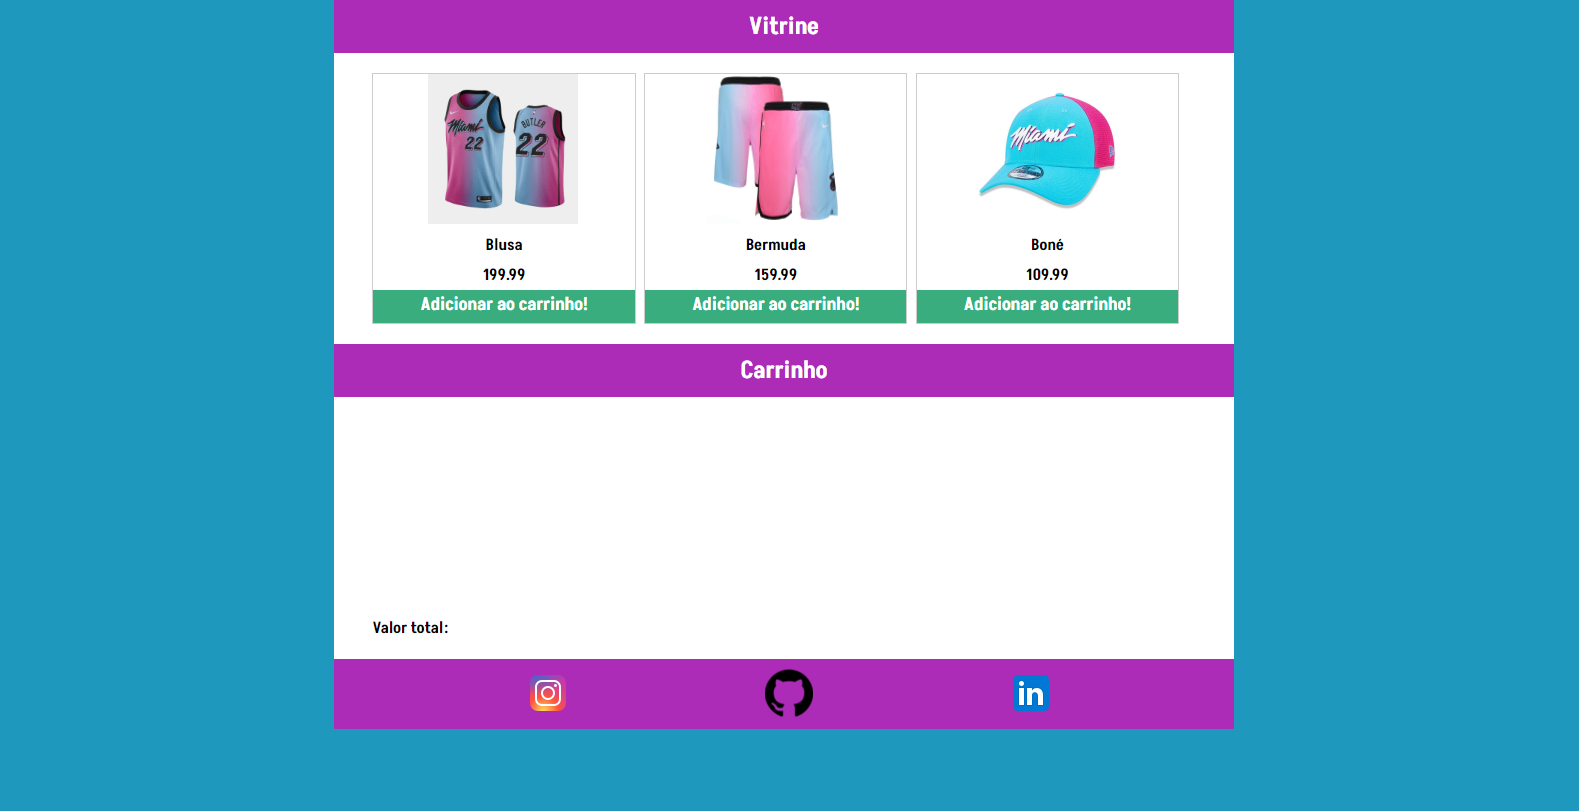 Vitrine
Miami
22
BUTLER
22
Miami
Blusa
199.99
Adicionar ao carrinho!
Bermuda
159.99
Adicionar ao carrinho!
Boné
109.99
Adicionar ao carrinho!
Carrinho
Valor total:
in